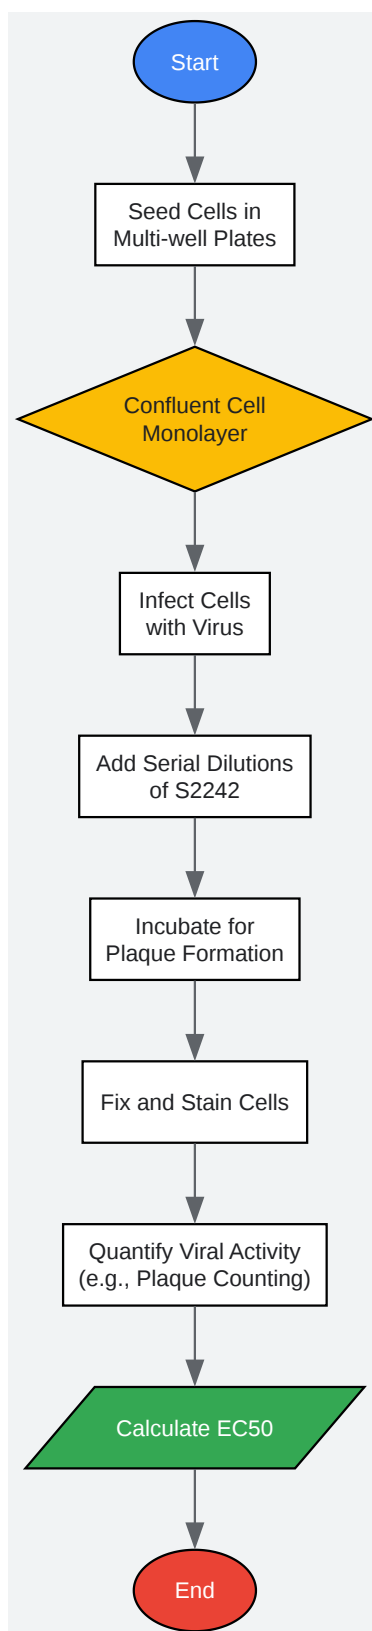 Start
Seed Cells in
Multi-well Plates
Confluent Cell
Monolayer
Infect Cells
with Virus
Add Serial Dilutions
of S2242
Incubate for
Plaque Formation
Fix and Stain Cells
Quantify Viral Activity
(e.g., Plaque Counting)
Calculate EC50
End